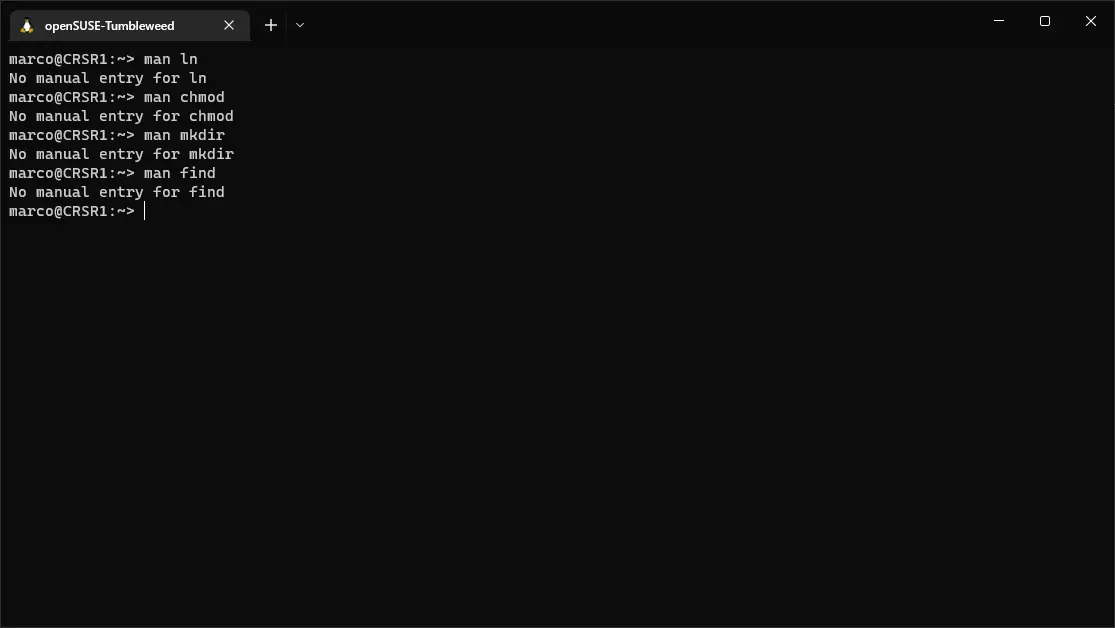 openSUSE-Tumbleweed
marco@CRSR1:~> man ln
No manual entry for ln
marco@CRSR1:~> man chmod
No manual entry for chmod
marco@CRSR1:~> man mkdir
No manual entry for mkdir
marco@CRSR1:~> man find
No manual entry for find
marco@CRSR1:~>